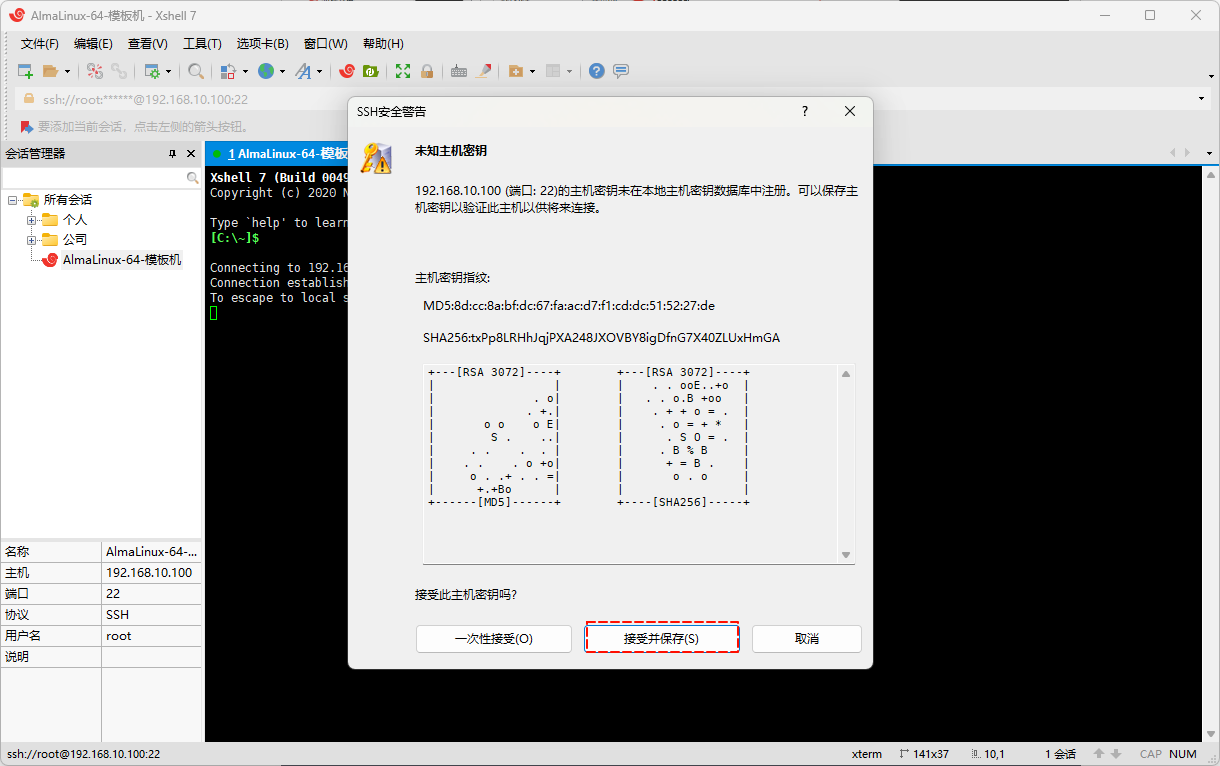 AlmaLinux-64-模板机 - Xshell 7
文件(F) 编辑(E) 查看(V) 工具(T) 选项卡(B) 窗口(W) 帮助(H)
ssh://root:******@192.168.10.100:22
要添加当前会话，点击左侧的箭头按钮。
会话管理器
所有会话
个人
公司
AlmaLinux-64-模板机
名称 AlmaLinux-64-...
主机 192.168.10.100
端口 22
协议 SSH
用户名 root
说明
1 AlmaLinux-64-模板
Xshell 7 (Build 0049
Copyright (c) 2020 N
Type `help' to learn
[C:\~]$
Connecting to 192.16
Connection establish
To escape to local s
SSH安全警告
?
未知主机密钥
192.168.10.100 (端口: 22)的主机密钥未在本地主机密钥数据库中注册。可以保存主
机密钥以验证此主机以供将来连接。
主机密钥指纹:
MD5:8d:cc:8a:bf:dc:67:fa:ac:d7:f1:cd:dc:51:52:27:de
SHA256:txPp8LRHhJqjPXA248JXOVBY8igDfnG7X40ZLUxHmGA
+---[RSA 3072]----+        +---[RSA 3072]----+
|                 |        |    . . ooE..+o  |
|              . o|        |   . . o.B +oo   |
|             . +.|        |    . + + o = .  |
|       o o    o E|        |     . o = + *   |
|        S .    ..|        |      . S O = .  |
|     . .    .  . |        |     . B % B     |
|    . .    . o +o|        |      + = B .    |
|     o . .+ . . =|        |       o . o     |
|      +.+Bo      |        |                 |
+------[MD5]------+        +----[SHA256]-----+
接受此主机密钥吗?
一次性接受(O) 接受并保存(S) 取消
ssh://root@192.168.10.100:22 xterm 141x37 10,1 1 会话 CAP NUM